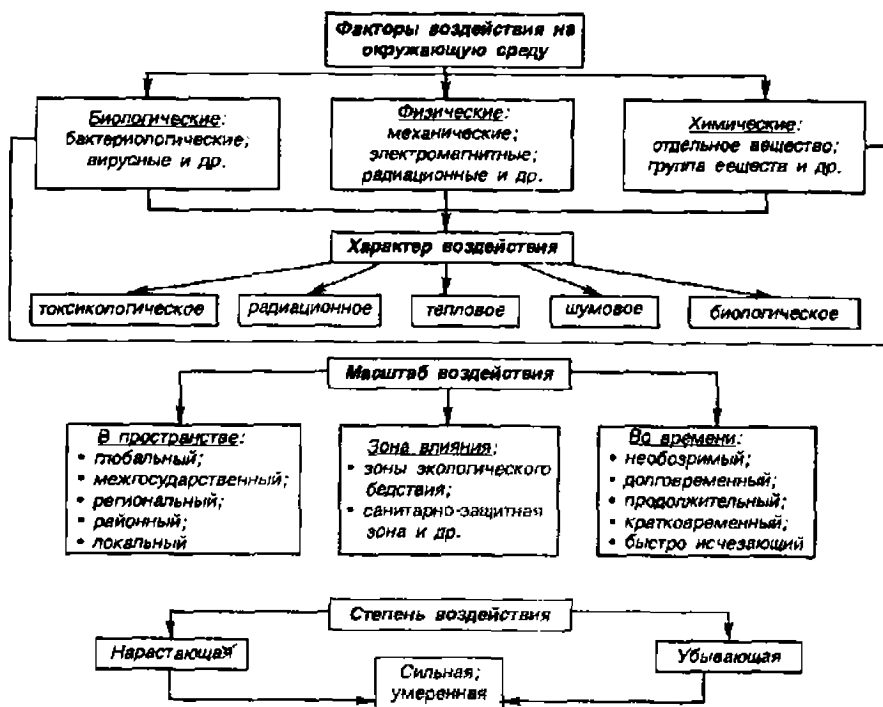 Факторы воздействия на
окружающую среду
Биологические:
бактериологические;
вирусные и др.
Физические:
механические;
электромагнитные;
радиационные и др.
Химические:
отдельное вещество;
группа веществ и др.
Характер воздействия
токсикологическое
радиационное
тепловое
шумовое
биологическое
Масштаб воздействия
В пространстве:
• глобальный;
• межгосударственный;
• региональный;
• районный;
• локальный
Зона влияния;
• зоны экологического
бедствия;
• санитарно-защитная
зона и др.
Во времени:
• необозримый;
• долговременный;
• продолжительный;
• кратковременный;
• быстро исчезающий
Степень воздействия
Нарастающая
Убывающая
Сильная;
умеренная